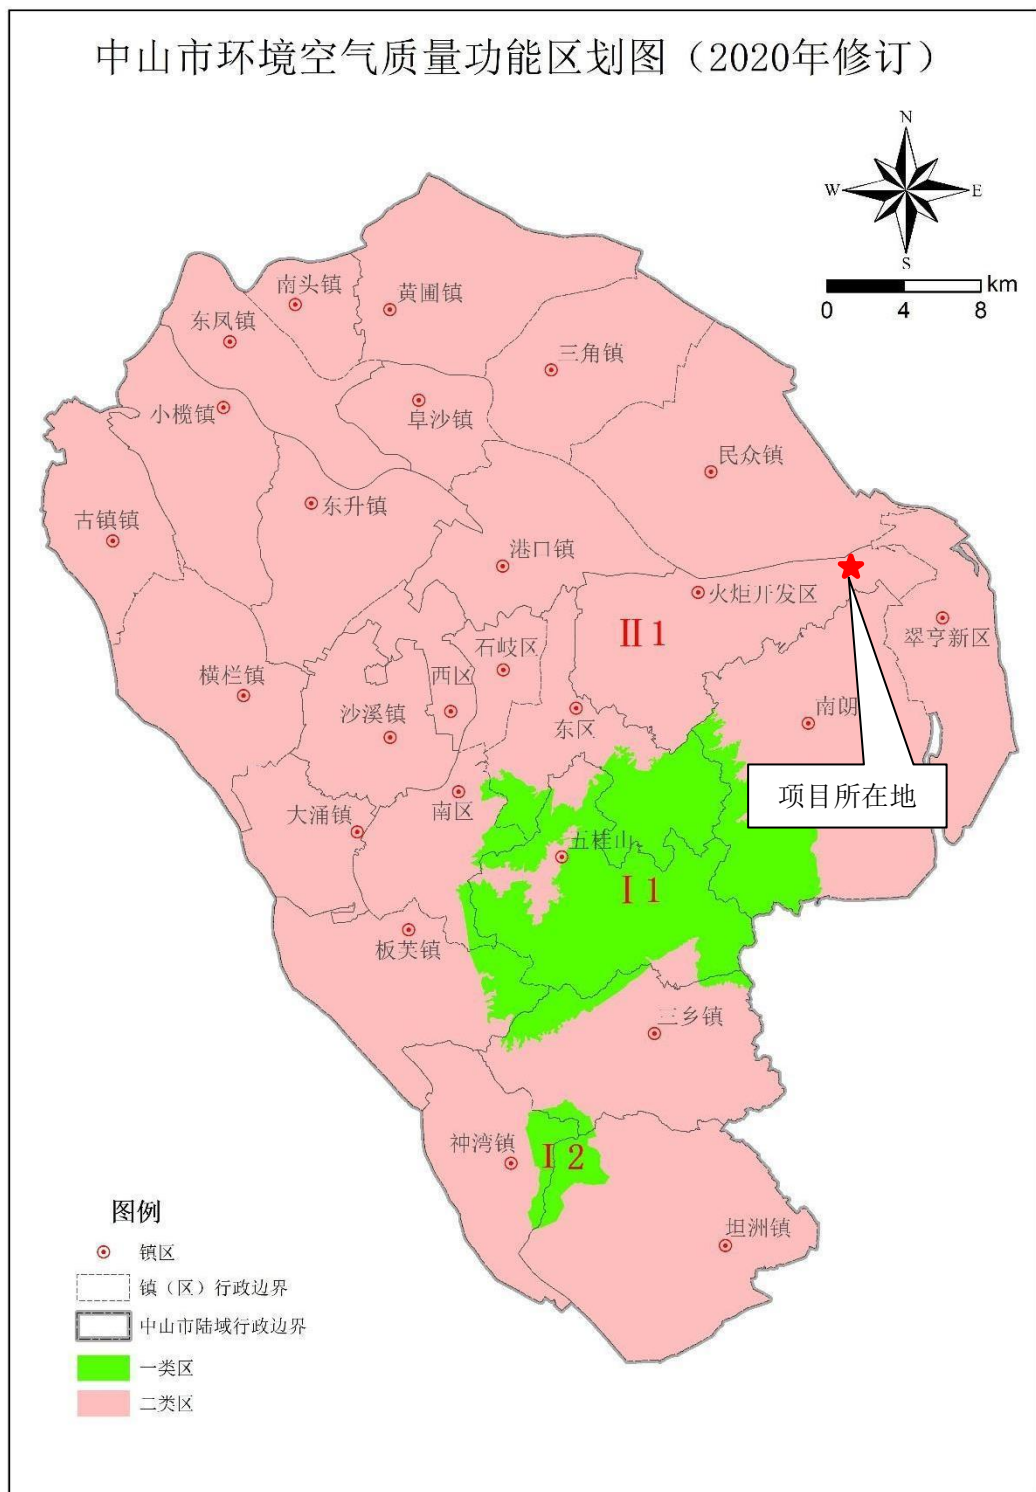 中山市环境空气质量功能区划图（2020年修订）
N
W
E
S
km
0
4
8
南头镇
黄圃镇
东凤镇
三角镇
小榄镇
阜沙镇
民众镇
东升镇
古镇镇
港口镇
火炬开发区
Ⅱ1
翠亨新区
石岐区
西区
横栏镇
沙溪镇
东区
南朗
项目所在地
南区
大涌镇
五桂山
Ⅰ1
板芙镇
三乡镇
神湾镇
Ⅰ2
坦洲镇
图例
镇区
镇（区）行政边界
中山市陆域行政边界
一类区
二类区